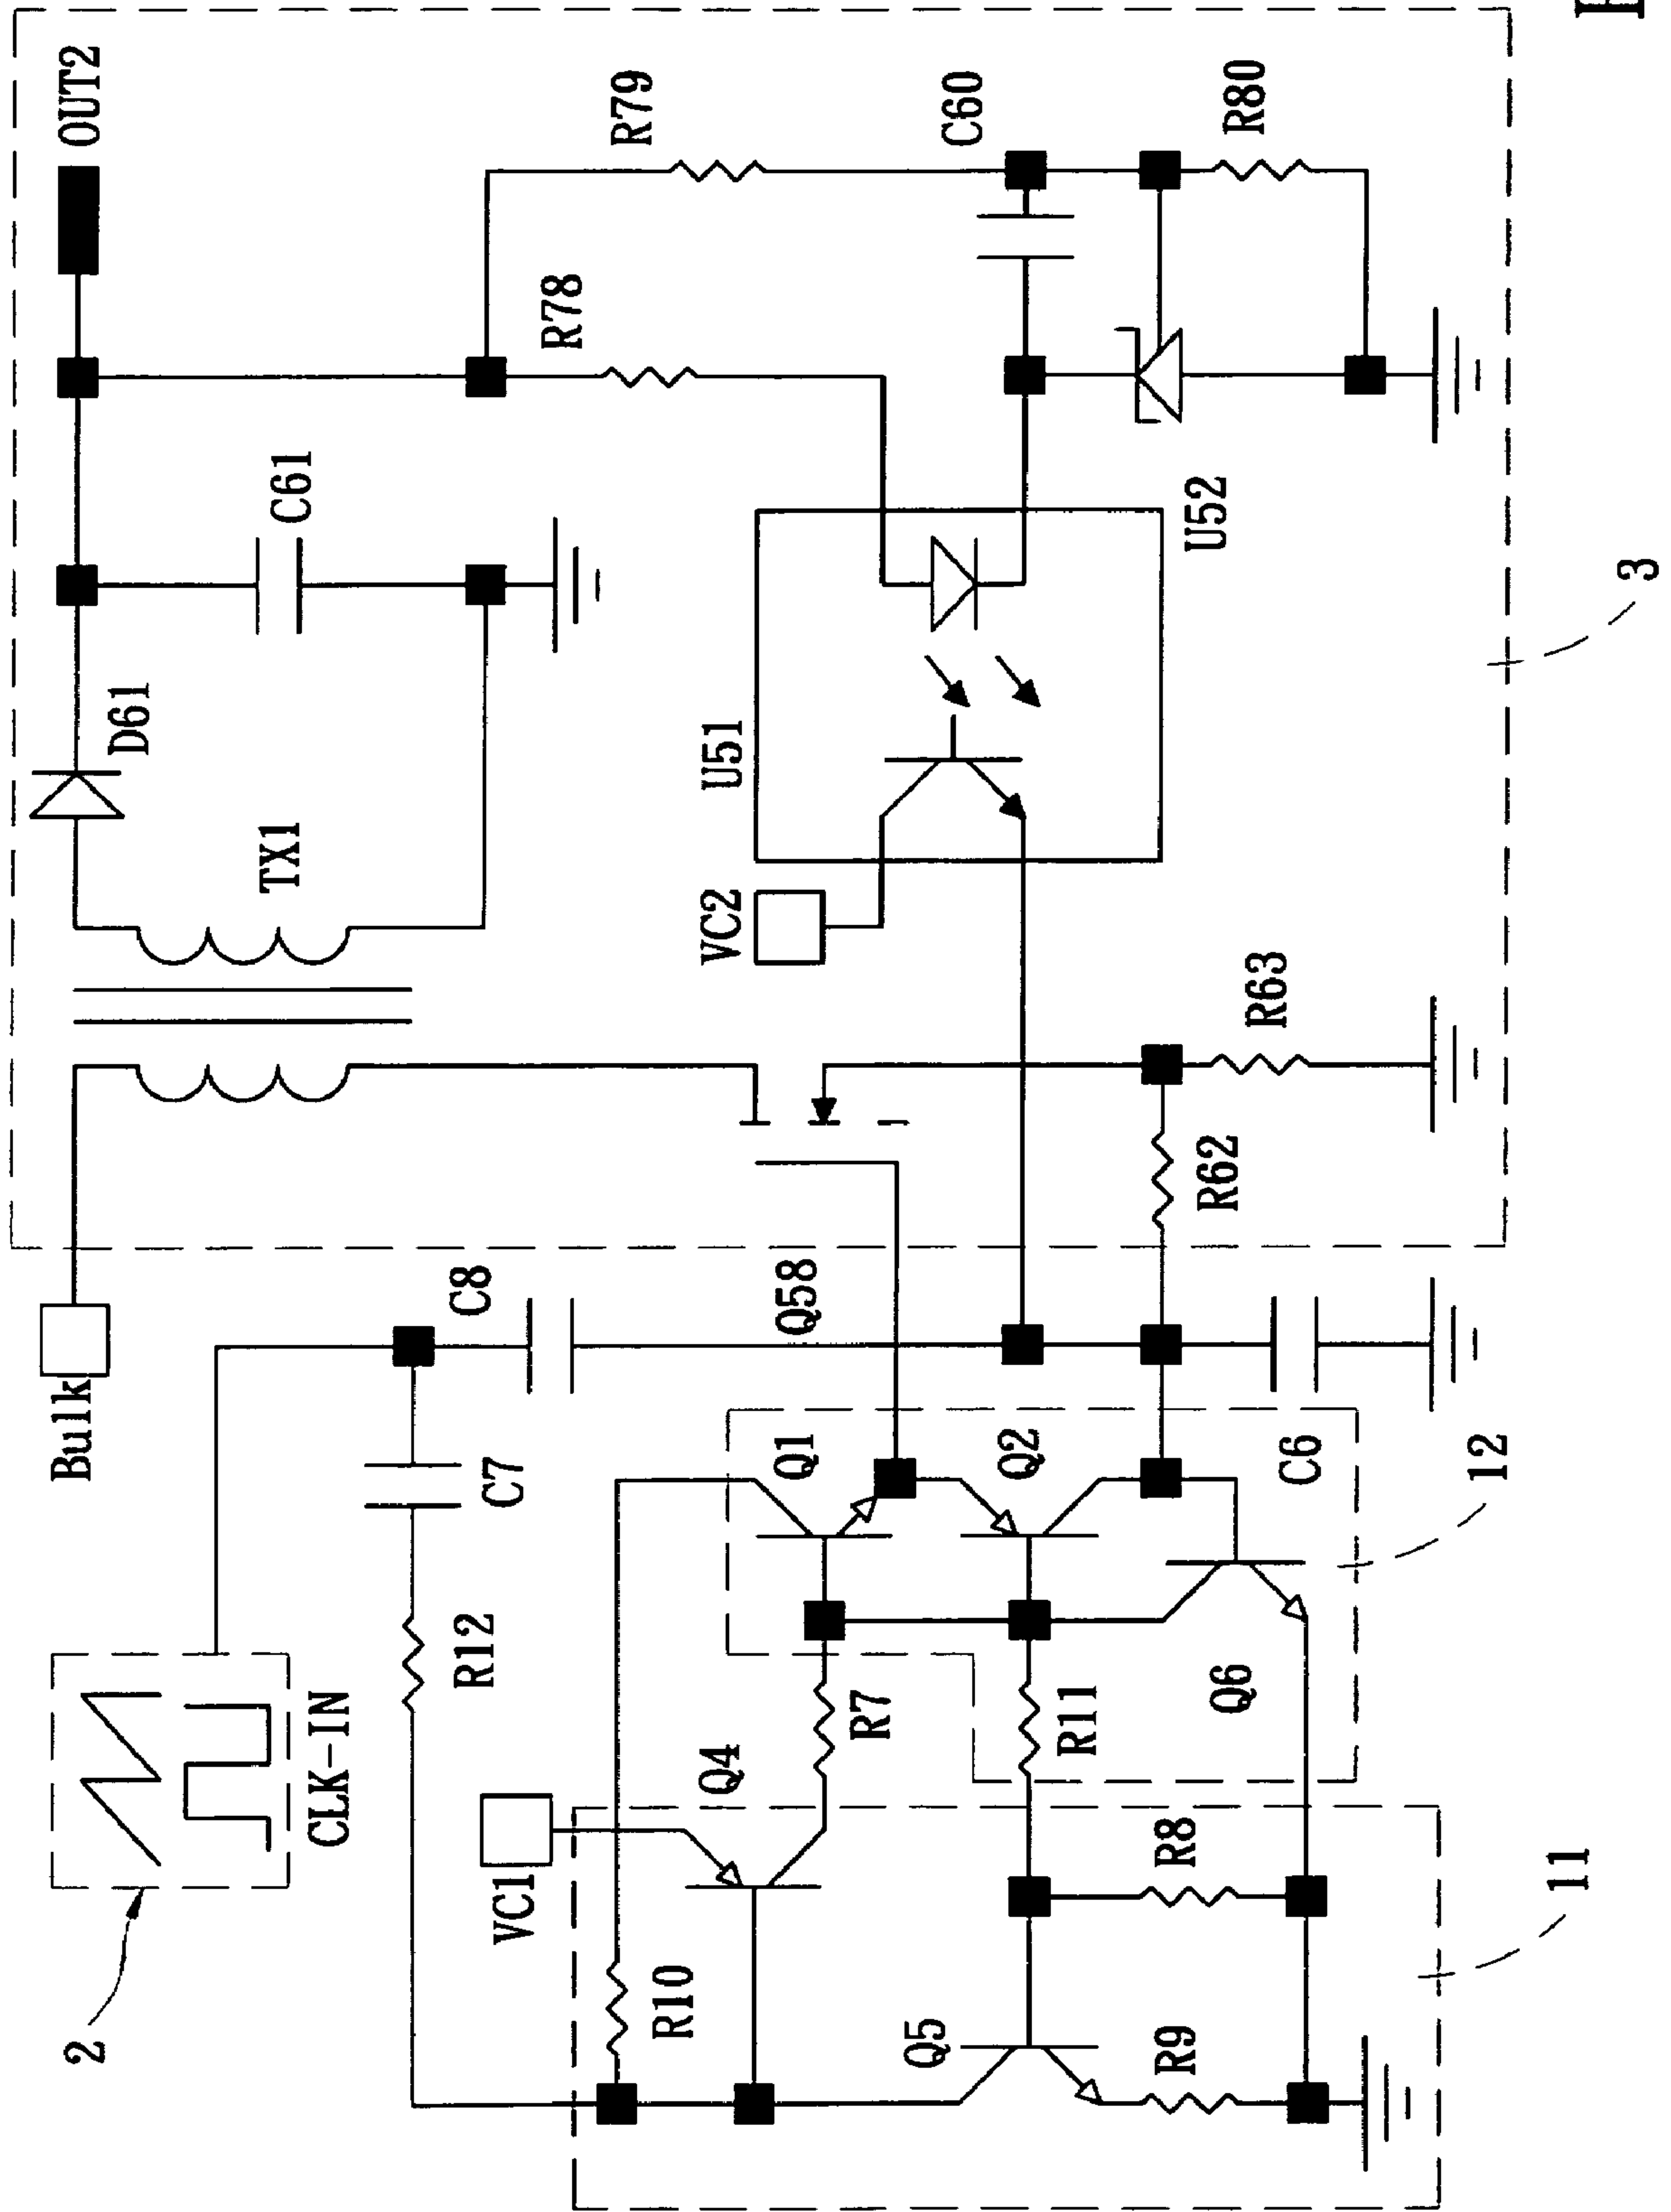 OUT2
R79
C60
R80
R78
C61
D61
TX1
U51
U52
VC2
R63
R62
3
Bulk
C8
Q58
C7
Q1
Q2
C6
12
R12
R7
R11
Q6
CLK-IN
Q4
VC1
R8
11
2
R10
Q5
R9